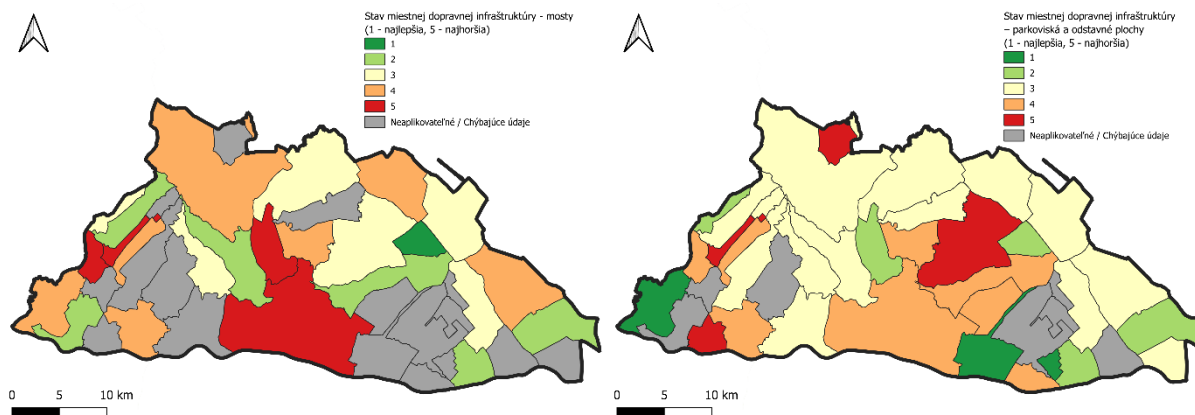 Stav miestnej dopravnej infraštruktúry - mosty
(1 - najlepšia, 5 - najhoršia)
1
2
3
4
5
Neaplikovateľné / Chýbajúce údaje
0 5 10 km
Stav miestnej dopravnej infraštruktúry
– parkoviská a odstavné plochy
(1 - najlepšia, 5 - najhoršia)
1
2
3
4
5
Neaplikovateľné / Chýbajúce údaje
0 5 10 km